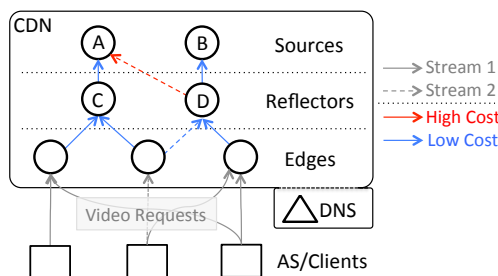 CDN
A
B
Sources
Stream 1
Stream 2
C
D
Reflectors
High Cost
Low Cost
Edges
Video Requests
DNS
AS/Clients